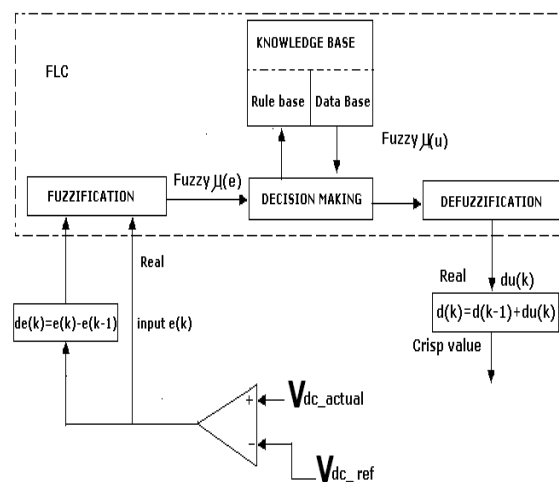 KNOWLEDGE BASE
FLC
Rule base
Data Base
Fuzzy μ(e)
Fuzzy μ(u)
FUZZIFICATION
DECISION MAKING
DEFUZZIFICATION
Real
Real
du(k)
de(k)=e(k)-e(k-1)
input e(k)
d(k)=d(k-1)+du(k)
Crisp value
+
Vdc_actual
−
Vdc_ref